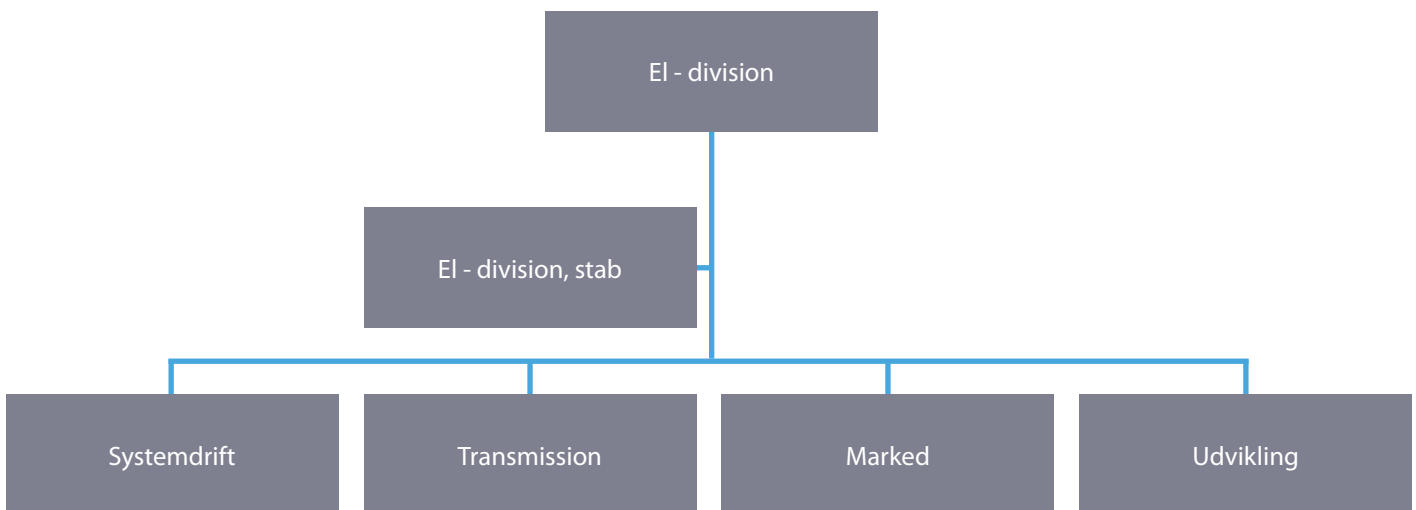 El - division
El - division, stab
Systemdrift
Transmission
Marked
Udvikling